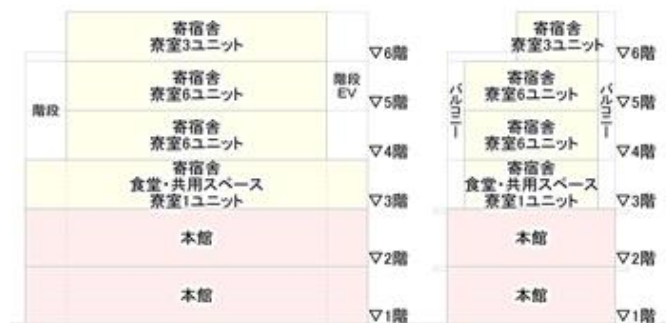 寄宿舎
寮室3ユニット
▽6階
寄宿舎
寮室6ユニット
階段
EV
▽5階
階段
寄宿舎
寮室6ユニット
▽4階
寄宿舎
食堂・共用スペース
寮室1ユニット
▽3階
本館
▽2階
本館
▽1階
寄宿舎
寮室3ユニット
▽6階
バルコニー
寄宿舎
寮室6ユニット
バルコニー
▽5階
寄宿舎
寮室6ユニット
▽4階
寄宿舎
食堂・共用スペース
寮室1ユニット
▽3階
本館
▽2階
本館
▽1階